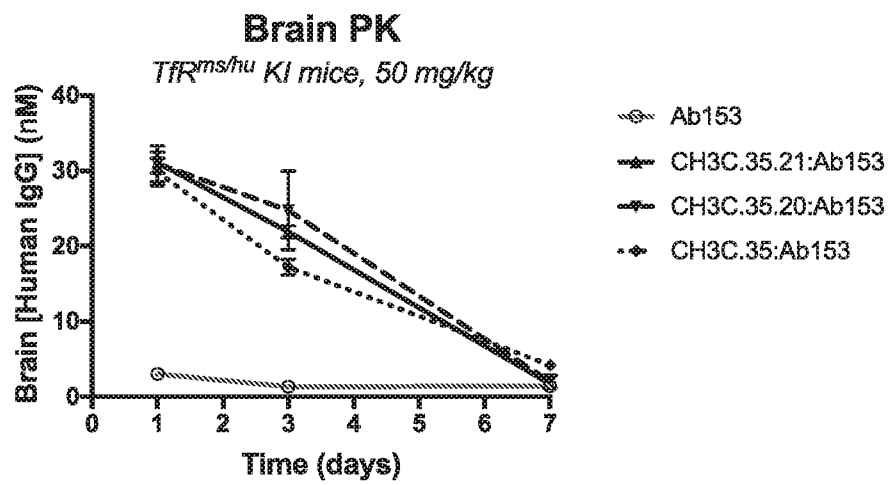 Brain PK
TfR^ms/hu KI mice, 50 mg/kg
Brain [Human IgG] (nM)
40
30
20
10
0
0 1 2 3 4 5 6 7
Time (days)
Ab153
CH3C.35.21:Ab153
CH3C.35.20:Ab153
CH3C.35:Ab153